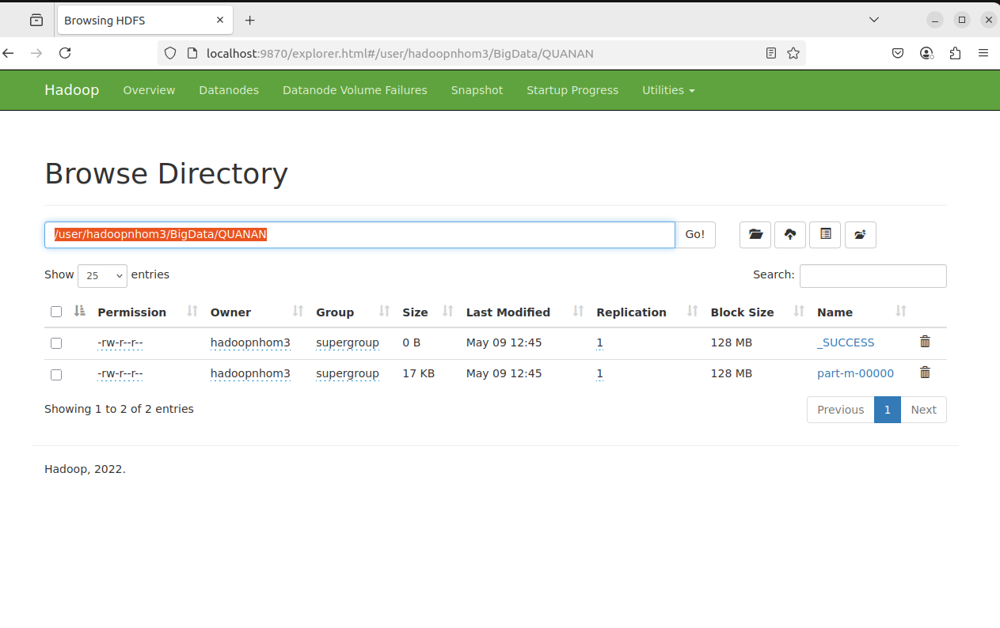 Browsing HDFS
localhost:9870/explorer.html#/user/hadoopnhom3/BigData/QUANAN
Hadoop Overview Datanodes Datanode Volume Failures Snapshot Startup Progress Utilities
Browse Directory
/user/hadoopnhom3/BigData/QUANAN Go!
Show 25 entries Search:
Permission Owner Group Size Last Modified Replication Block Size Name
-rw-r--r-- hadoopnhom3 supergroup 0 B May 09 12:45 1 128 MB _SUCCESS
-rw-r--r-- hadoopnhom3 supergroup 17 KB May 09 12:45 1 128 MB part-m-00000
Showing 1 to 2 of 2 entries Previous 1 Next
Hadoop, 2022.